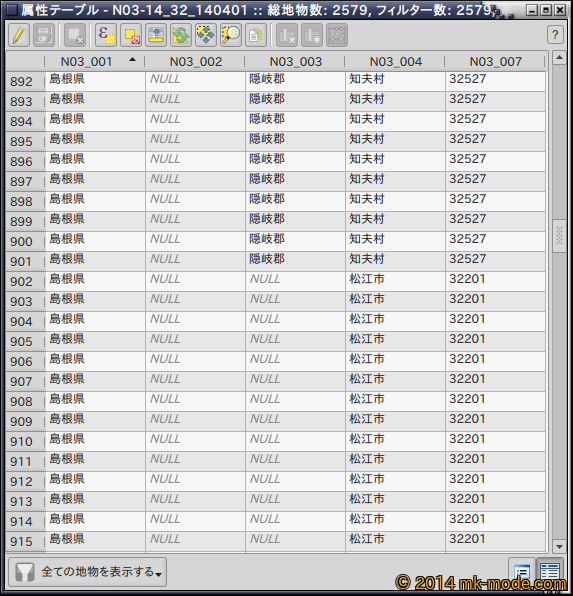 属性テーブル - N03-14_32_140401 :: 総地物数: 2579, フィルター数: 2579,
ε
?
N03_001 N03_002 N03_003 N03_004 N03_007
892 島根県 NULL 隠岐郡 知夫村 32527
893 島根県 NULL 隠岐郡 知夫村 32527
894 島根県 NULL 隠岐郡 知夫村 32527
895 島根県 NULL 隠岐郡 知夫村 32527
896 島根県 NULL 隠岐郡 知夫村 32527
897 島根県 NULL 隠岐郡 知夫村 32527
898 島根県 NULL 隠岐郡 知夫村 32527
899 島根県 NULL 隠岐郡 知夫村 32527
900 島根県 NULL 隠岐郡 知夫村 32527
901 島根県 NULL 隠岐郡 知夫村 32527
902 島根県 NULL NULL 松江市 32201
903 島根県 NULL NULL 松江市 32201
904 島根県 NULL NULL 松江市 32201
905 島根県 NULL NULL 松江市 32201
906 島根県 NULL NULL 松江市 32201
907 島根県 NULL NULL 松江市 32201
908 島根県 NULL NULL 松江市 32201
909 島根県 NULL NULL 松江市 32201
910 島根県 NULL NULL 松江市 32201
911 島根県 NULL NULL 松江市 32201
912 島根県 NULL NULL 松江市 32201
913 島根県 NULL NULL 松江市 32201
914 島根県 NULL NULL 松江市 32201
915 島根県 NULL NULL 松江市 32201
全ての地物を表示する
© 2014 mk-mode.com